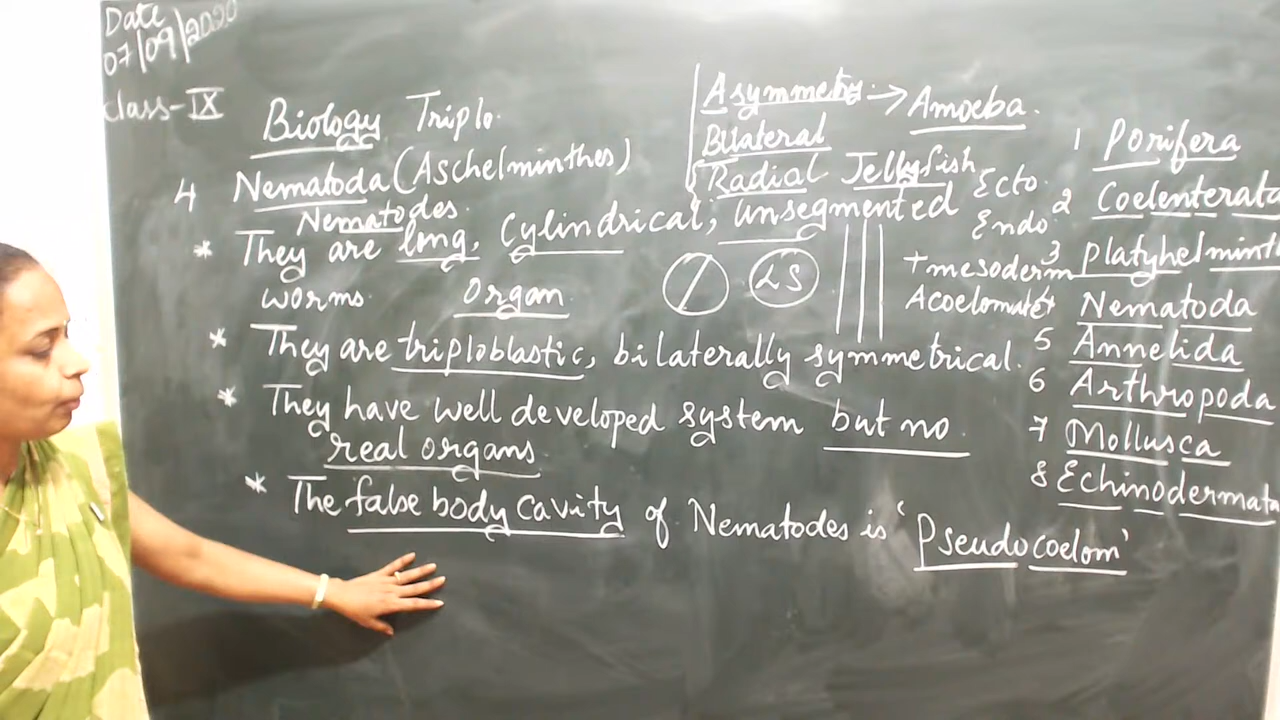 Date
07/09/2020
Class-IX
Biology Triplo.
4 Nematoda (Aschelminthes)
Nematodes.
* They are long, cylindrical, unsegmented
worms. Organ
* They are triploblastic, bilaterally symmetrical.
* They have well developed system but no
real organs
* The false body cavity of Nematodes is 'Pseudocoelom'
Asymmetry → Amoeba.
Bilateral
Radial Jellyfish
Ecto
Endo
+ mesoderm
Acoelomate
LS
1 Porifera
2 Coelenterata
3 Platyhelminth
4 Nematoda
5 Annelida
6 Arthropoda
7 Mollusca
8 Echinodermata